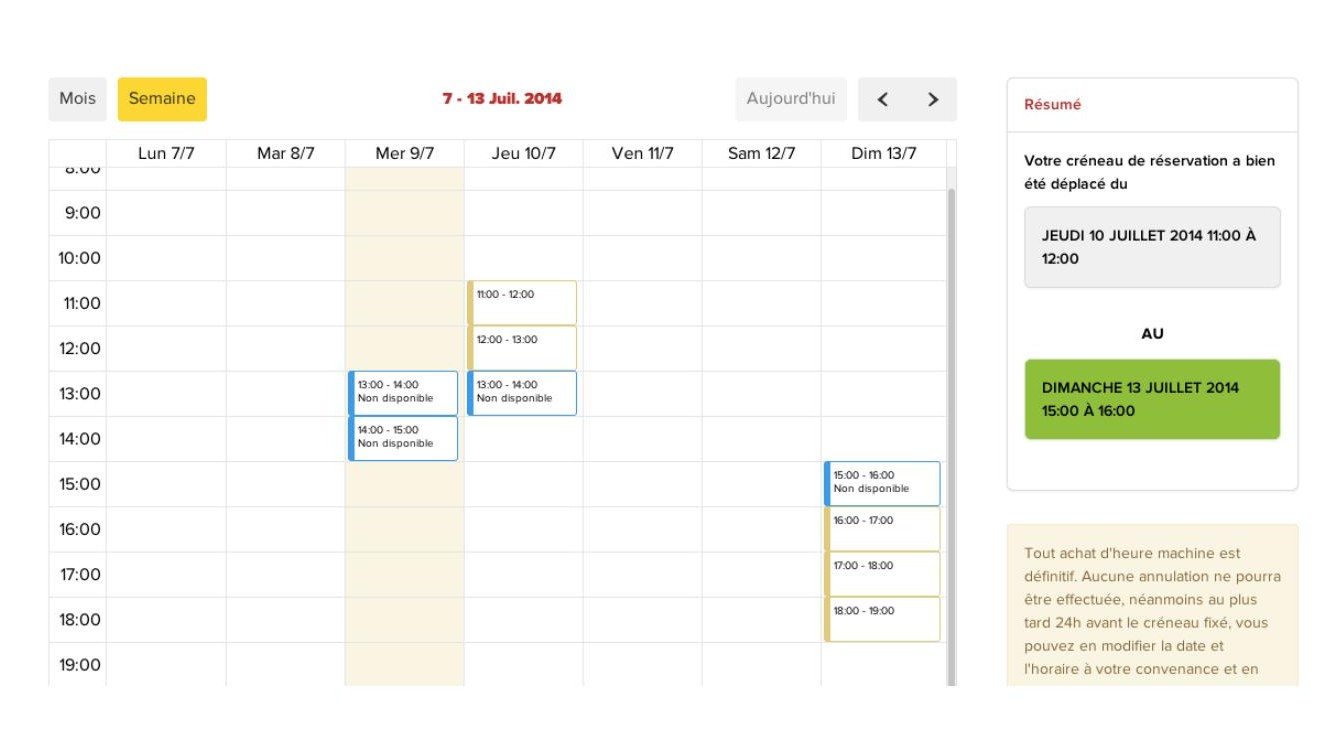 Mois
Semaine
7 - 13 Juil. 2014
Aujourd'hui
Lun 7/7
Mar 8/7
Mer 9/7
Jeu 10/7
Ven 11/7
Sam 12/7
Dim 13/7
8:00
9:00
10:00
11:00
11:00 - 12:00
12:00
12:00 - 13:00
13:00
13:00 - 14:00
Non disponible
13:00 - 14:00
Non disponible
14:00
14:00 - 15:00
Non disponible
15:00
15:00 - 16:00
Non disponible
16:00
16:00 - 17:00
17:00
17:00 - 18:00
18:00
18:00 - 19:00
19:00
Résumé
Votre créneau de réservation a bien
été déplacé du
JEUDI 10 JUILLET 2014 11:00 À
12:00
AU
DIMANCHE 13 JUILLET 2014
15:00 À 16:00
Tout achat d'heure machine est
définitif. Aucune annulation ne pourra
être effectuée, néanmoins au plus
tard 24h avant le créneau fixé, vous
pouvez en modifier la date et
l'horaire à votre convenance et en